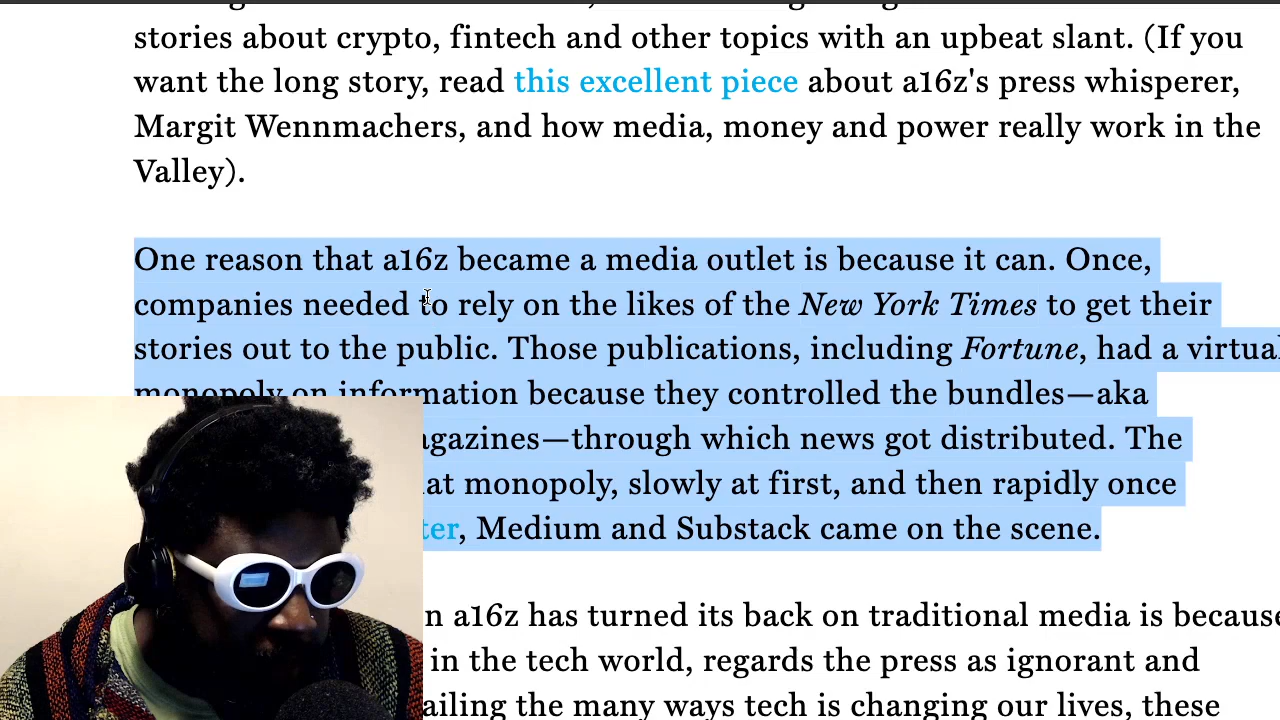 stories about crypto, fintech and other topics with an upbeat slant. (If you
want the long story, read this excellent piece about a16z's press whisperer,
Margit Wennmachers, and how media, money and power really work in the
Valley).
One reason that a16z became a media outlet is because it can. Once,
companies needed to rely on the likes of the New York Times to get their
stories out to the public. Those publications, including Fortune, had a virtual
monopoly on information because they controlled the bundles—aka
agazines—through which news got distributed. The
at monopoly, slowly at first, and then rapidly once
ter, Medium and Substack came on the scene.
n a16z has turned its back on traditional media is because
in the tech world, regards the press as ignorant and
ailing the many ways tech is changing our lives, these